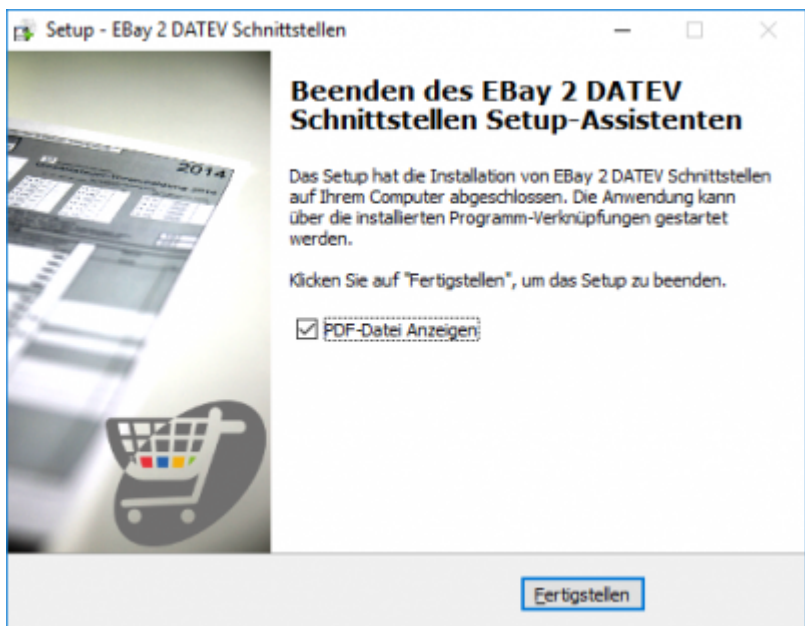 Setup - EBay 2 DATEV Schnittstellen
Beenden des EBay 2 DATEV
Schnittstellen Setup-Assistenten
2014
Das Setup hat die Installation von EBay 2 DATEV Schnittstellen
auf Ihrem Computer abgeschlossen. Die Anwendung kann
über die installierten Programm-Verknüpfungen gestartet
werden.
Klicken Sie auf "Fertigstellen", um das Setup zu beenden.
PDF-Datei Anzeigen
Fertigstellen